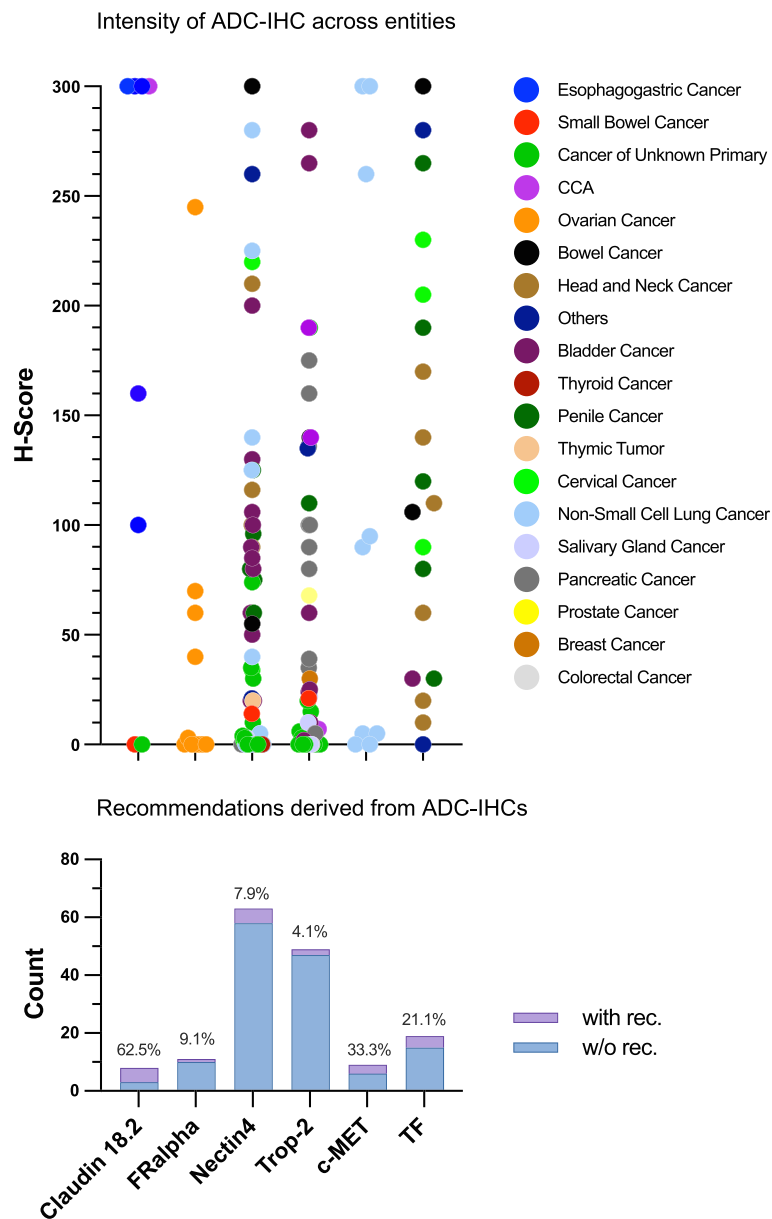 Intensity of ADC-IHC across entities
H-Score
300
250
200
150
100
50
0
Esophagogastric Cancer
Small Bowel Cancer
Cancer of Unknown Primary
CCA
Ovarian Cancer
Bowel Cancer
Head and Neck Cancer
Others
Bladder Cancer
Thyroid Cancer
Penile Cancer
Thymic Tumor
Cervical Cancer
Non-Small Cell Lung Cancer
Salivary Gland Cancer
Pancreatic Cancer
Prostate Cancer
Breast Cancer
Colorectal Cancer
Recommendations derived from ADC-IHCs
Count
80
60
40
20
0
62.5%
9.1%
7.9%
4.1%
33.3%
21.1%
with rec.
w/o rec.
Claudin 18.2
FRalpha
Nectin4
Trop-2
c-MET
TF